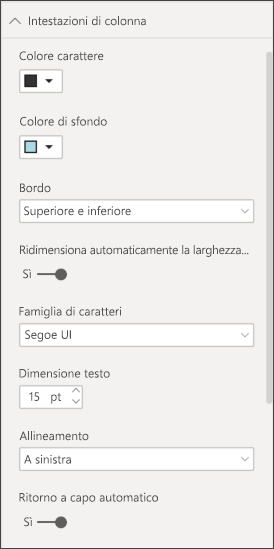 Intestazioni di colonna
Colore carattere
Colore di sfondo
Bordo
Superiore e inferiore
Ridimensiona automaticamente la larghezza...
Sì
Famiglia di caratteri
Segoe UI
Dimensione testo
15 pt
Allineamento
A sinistra
Ritorno a capo automatico
Sì